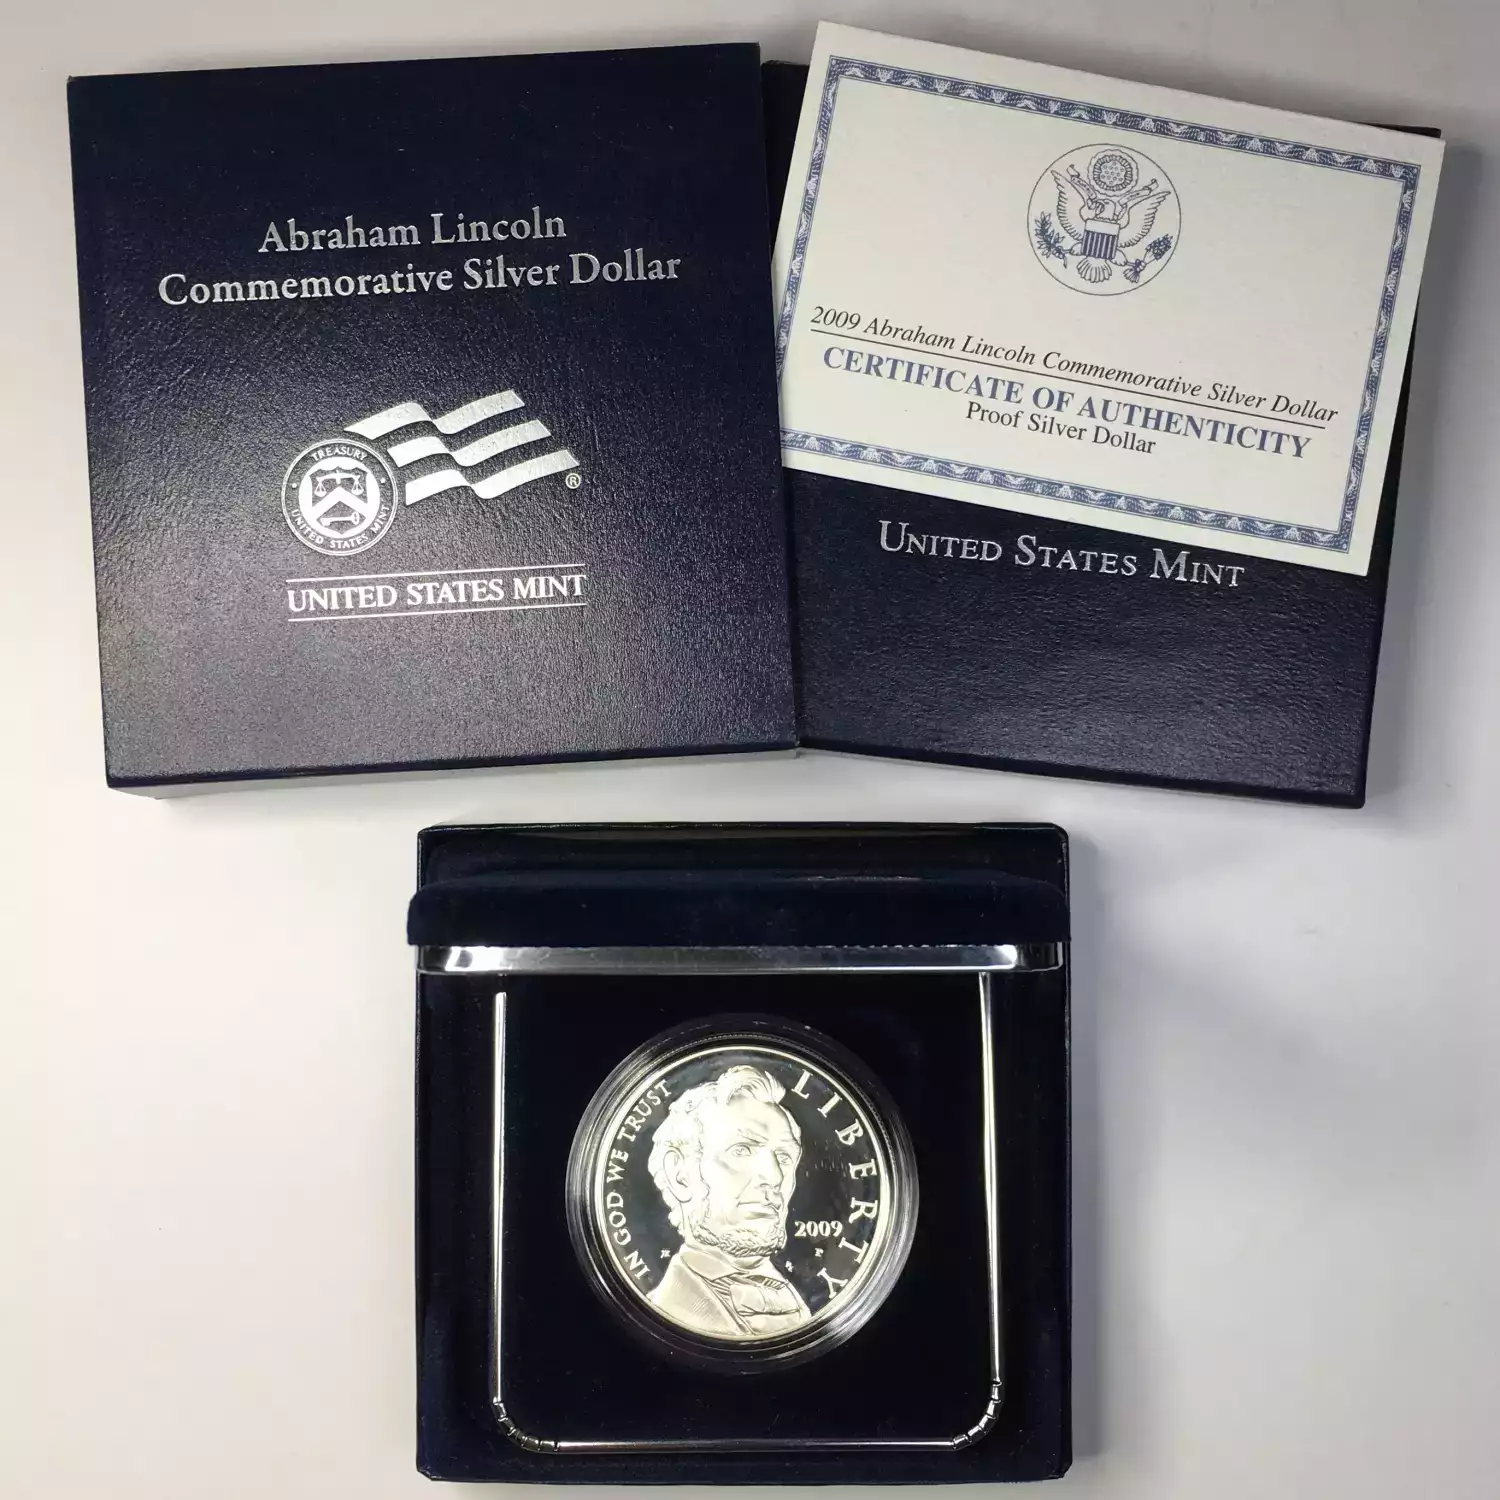 Abraham Lincoln
Commemorative Silver Dollar
TREASURY
UNITED STATES MINT
®
UNITED STATES MINT
2009 Abraham Lincoln Commemorative Silver Dollar
CERTIFICATE OF AUTHENTICITY
Proof Silver Dollar
UNITED STATES MINT
IN GOD WE TRUST
LIBERTY
2009
P